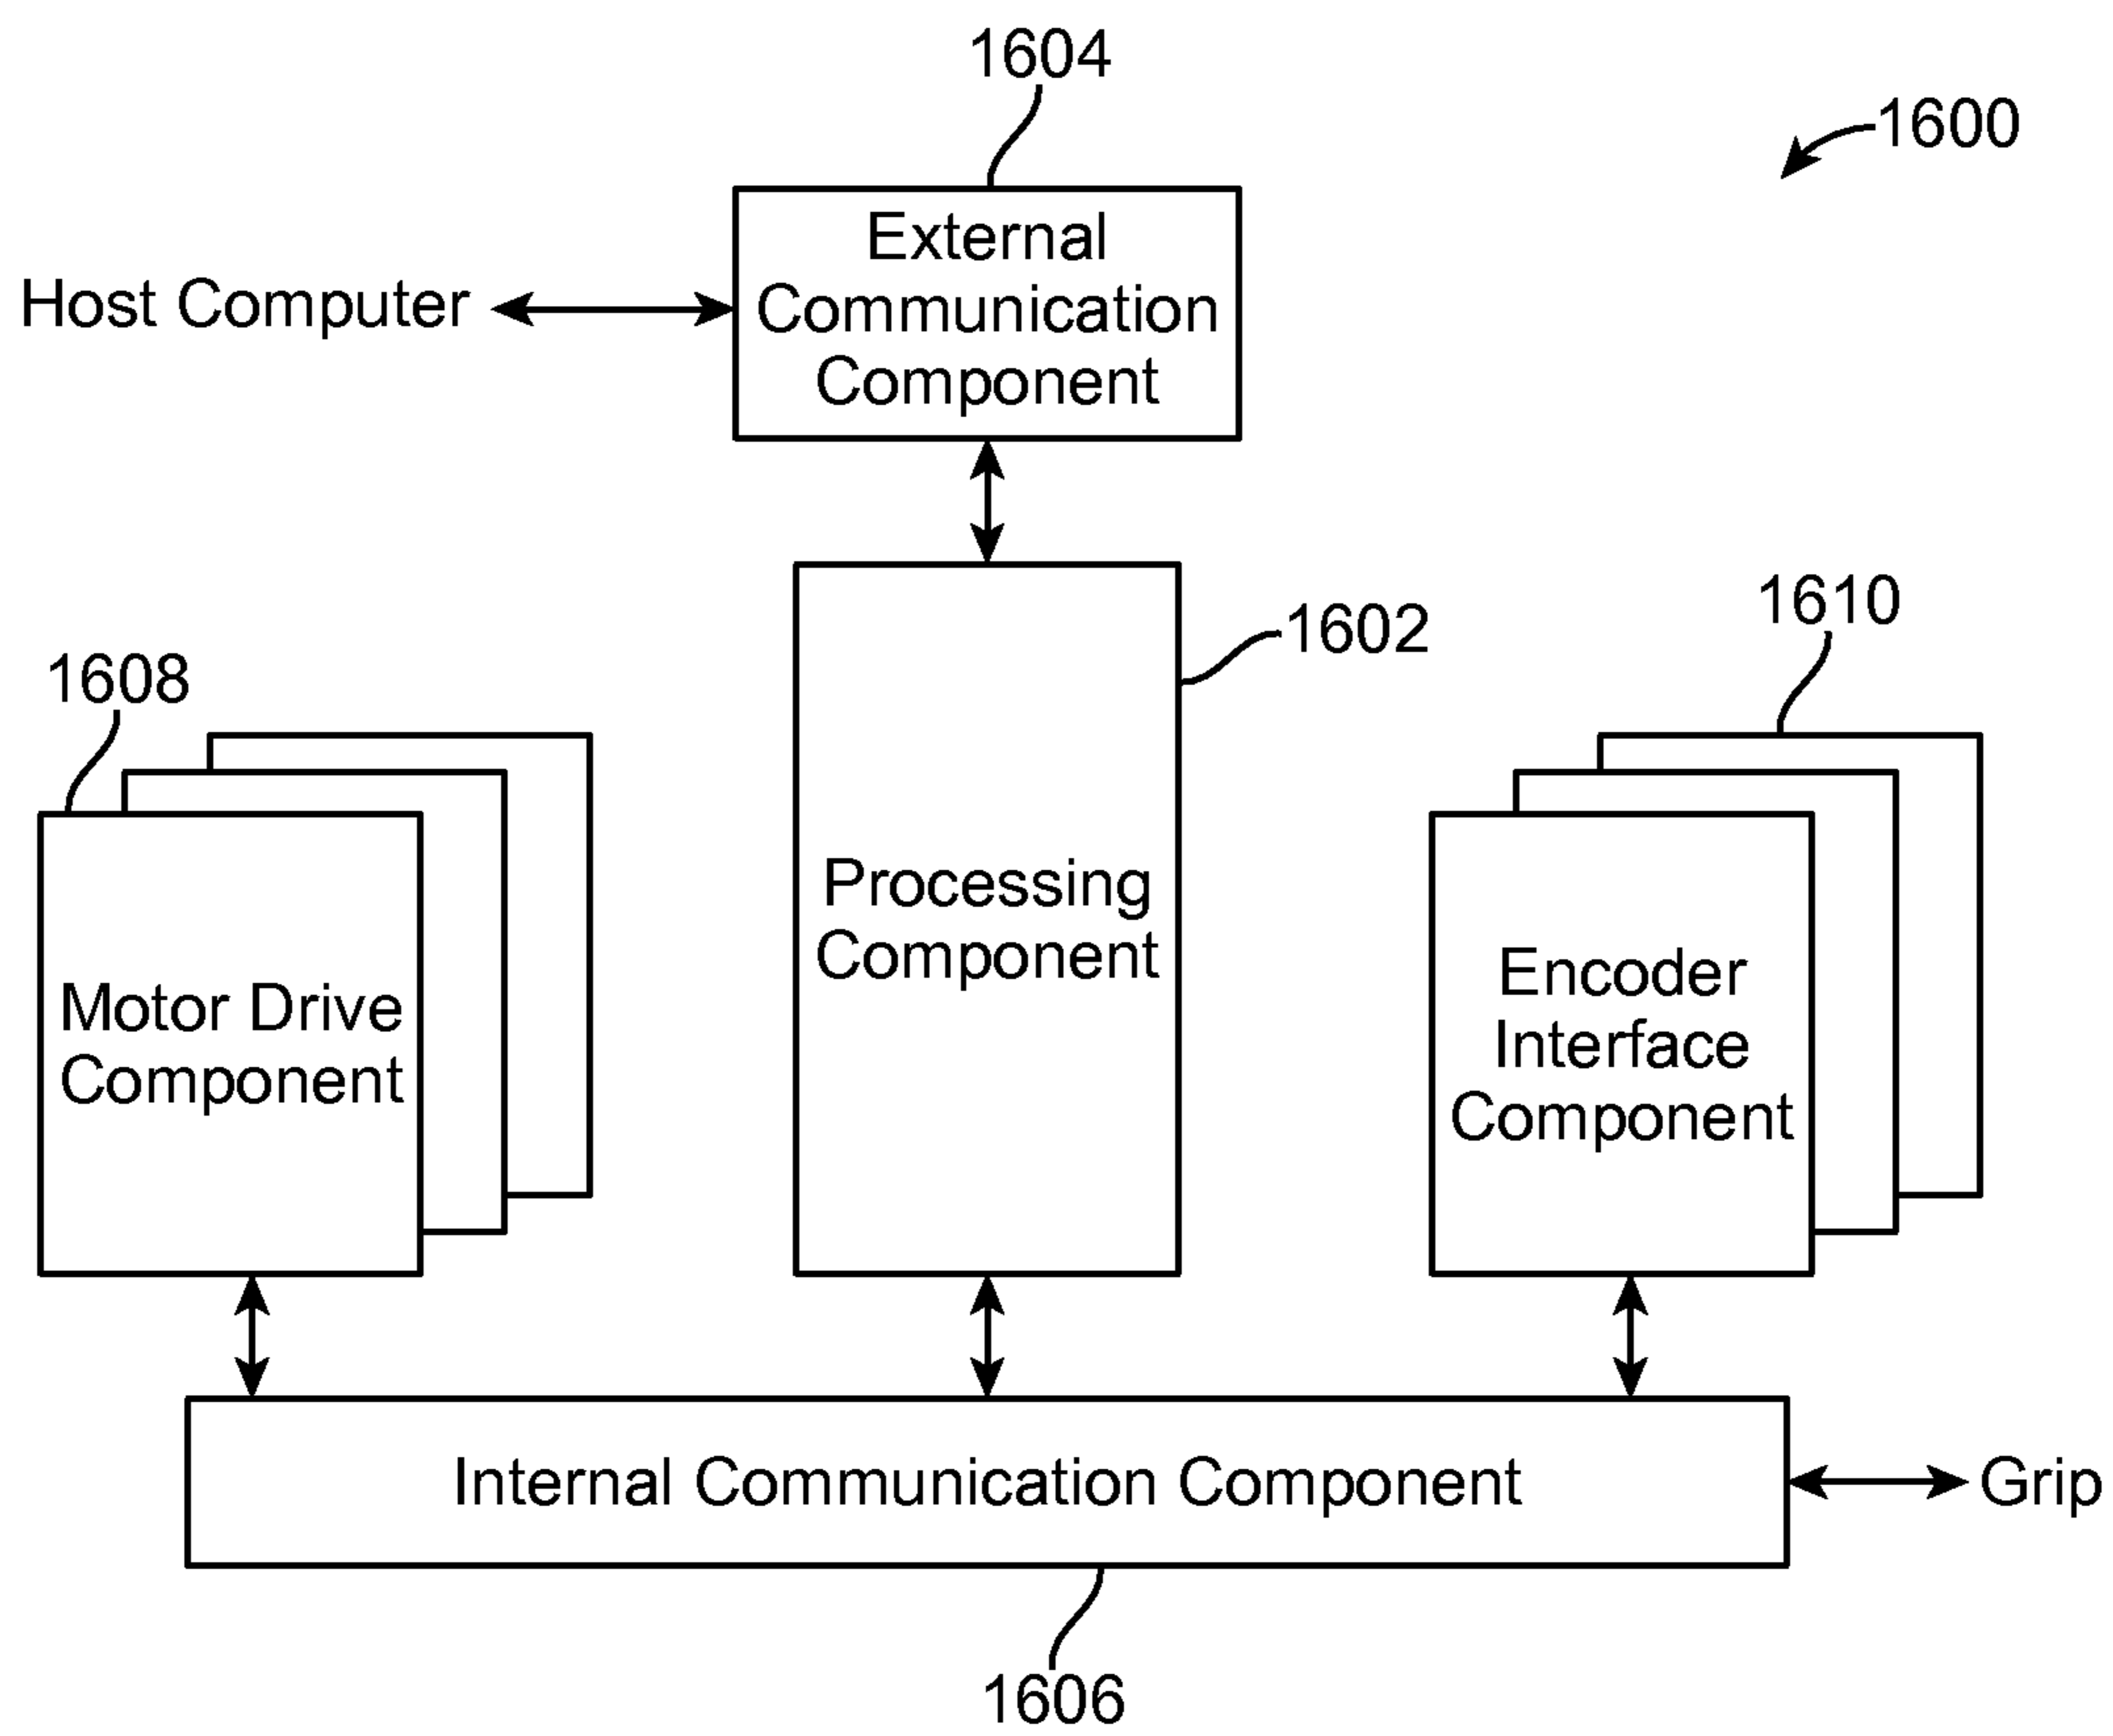 1604
1600
External
Communication
Component
Host Computer
1602
1610
1608
Processing
Component
Motor Drive
Component
Encoder
Interface
Component
Internal Communication Component
Grip
1606